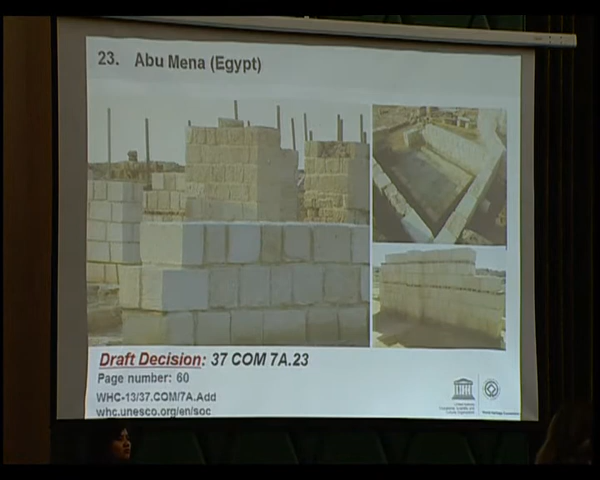 23. Abu Mena (Egypt)
Draft Decision: 37 COM 7A.23
Page number: 60
WHC-13/37.COM/7A.Add
whc.unesco.org/en/soc